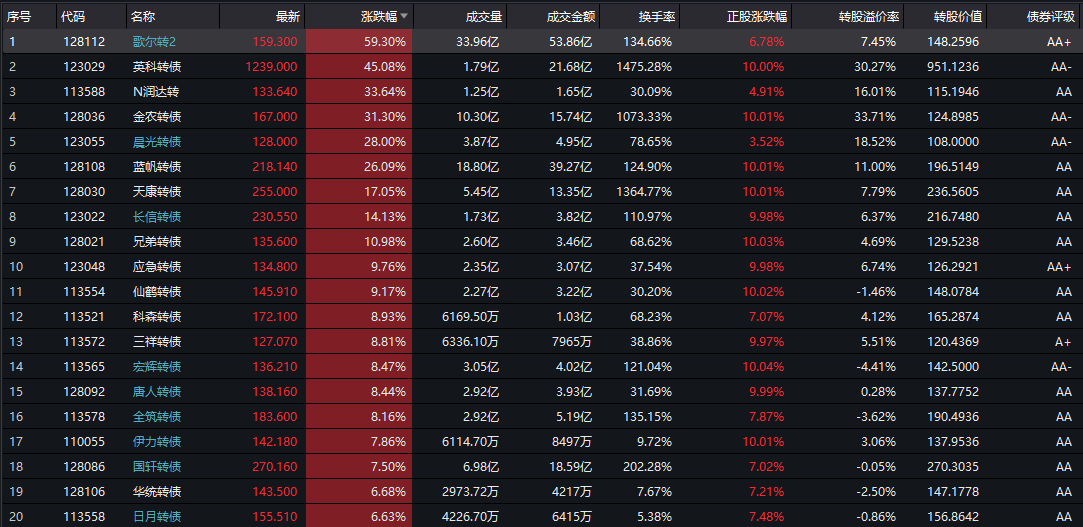 序号 代码 名称 最新 涨跌幅 成交量 成交金额 换手率 正股涨跌幅 转股溢价率 转股价值 债券评级
1 128112 歌尔转2 159.300 59.30% 33.96亿 53.86亿 134.66% 6.78% 7.45% 148.2596 AA+
2 123029 英科转债 1239.000 45.08% 1.79亿 21.68亿 1475.28% 10.00% 30.27% 951.1236 AA-
3 113588 N润达转 133.640 33.64% 1.25亿 1.65亿 30.09% 4.91% 16.01% 115.1946 AA
4 128036 金农转债 167.000 31.30% 10.30亿 15.74亿 1073.33% 10.01% 33.71% 124.8985 AA-
5 123055 晨光转债 128.000 28.00% 3.87亿 4.95亿 78.65% 3.52% 18.52% 108.0000 AA-
6 128108 蓝帆转债 218.140 26.09% 18.80亿 39.27亿 124.90% 10.01% 11.00% 196.5149 AA
7 128030 天康转债 255.000 17.05% 5.45亿 13.35亿 1364.77% 10.01% 7.79% 236.5605 AA
8 123022 长信转债 230.550 14.13% 1.73亿 3.82亿 110.97% 9.98% 6.37% 216.7480 AA
9 128021 兄弟转债 135.600 10.98% 2.60亿 3.46亿 68.62% 10.03% 4.69% 129.5238 AA
10 123048 应急转债 134.800 9.76% 2.35亿 3.07亿 37.54% 9.98% 6.74% 126.2921 AA+
11 113554 仙鹤转债 145.910 9.17% 2.27亿 3.22亿 30.20% 10.02% -1.46% 148.0784 AA
12 113521 科森转债 172.100 8.93% 6169.50万 1.03亿 68.23% 7.07% 4.12% 165.2874 AA
13 113572 三祥转债 127.070 8.81% 6336.10万 7965万 38.86% 9.97% 5.51% 120.4369 A+
14 113565 宏辉转债 136.210 8.47% 3.05亿 4.02亿 121.04% 10.04% -4.41% 142.5000 AA-
15 128092 唐人转债 138.160 8.44% 2.92亿 3.93亿 31.69% 9.99% 0.28% 137.7752 AA
16 113578 全筑转债 183.600 8.16% 2.92亿 5.19亿 135.15% 7.87% -3.62% 190.4936 AA
17 110055 伊力转债 142.180 7.86% 6114.70万 8497万 9.72% 10.01% 3.06% 137.9536 AA
18 128086 国轩转债 270.160 7.50% 6.98亿 18.59亿 202.28% 7.02% -0.05% 270.3035 AA
19 128106 华统转债 143.500 6.68% 2973.72万 4217万 7.67% 7.21% -2.50% 147.1778 AA
20 113558 日月转债 155.510 6.63% 4226.70万 6415万 5.38% 7.48% -0.86% 156.8642 AA